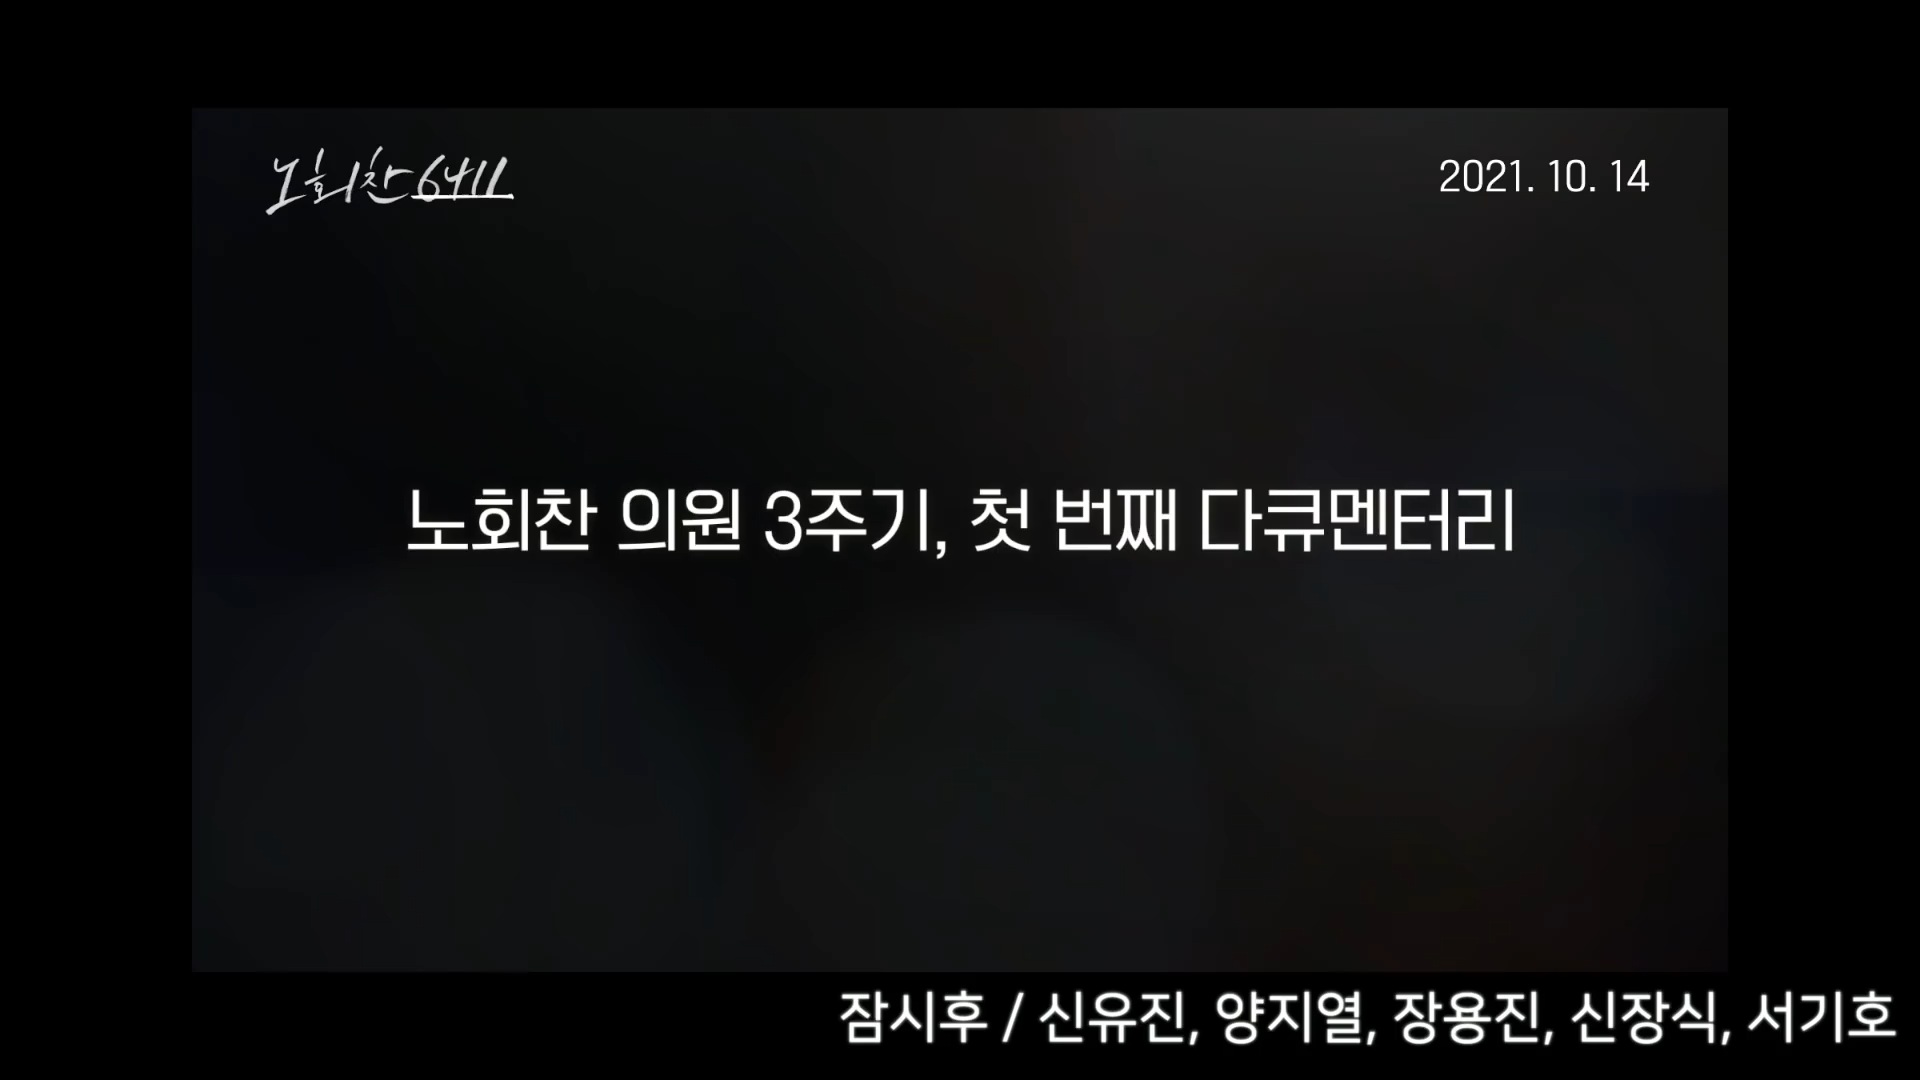 노회찬6411
2021. 10. 14
노회찬 의원 3주기, 첫 번째 다큐멘터리
잠시후 / 신유진, 양지열, 장용진, 신장식, 서기호